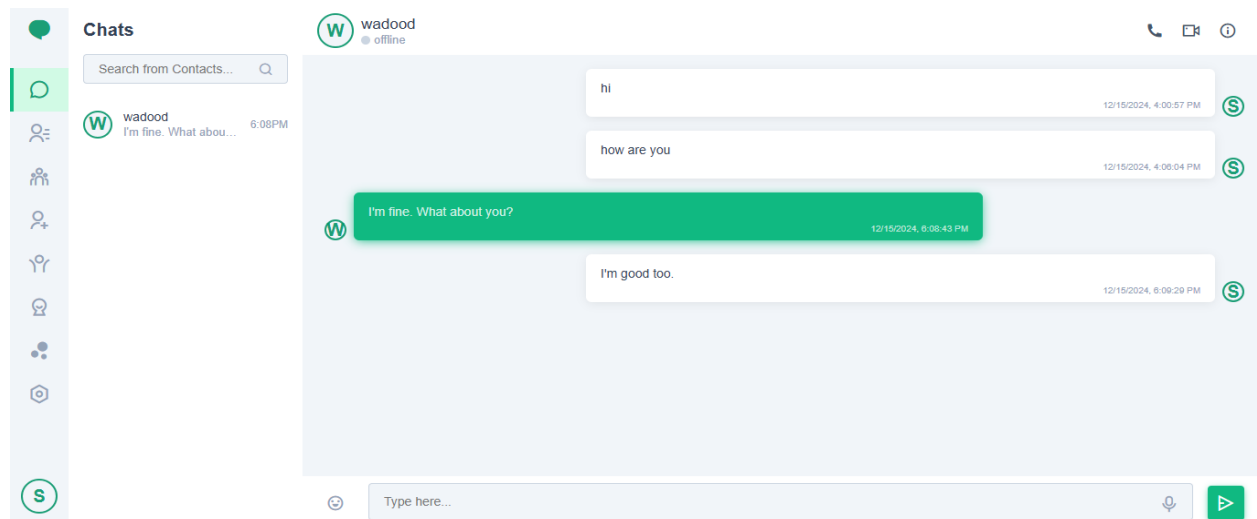 Chats
Search from Contacts...
W
wadood
6:08PM
I'm fine. What abou...
S
W
wadood
offline
hi
12/15/2024, 4:00:57 PM
S
how are you
12/15/2024, 4:06:04 PM
S
W
I'm fine. What about you?
12/15/2024, 6:08:43 PM
I'm good too.
12/15/2024, 6:09:29 PM
S
Type here...